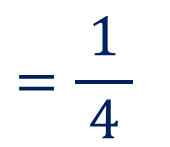 = 1/4